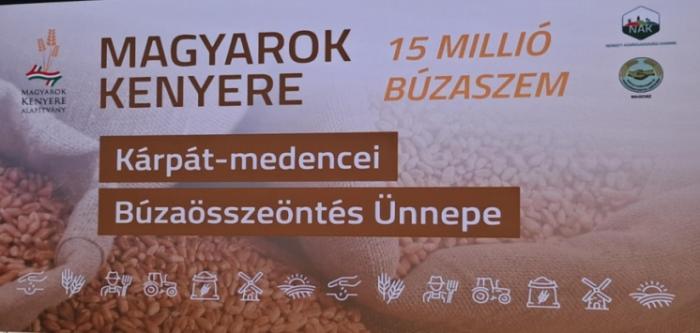 MAGYAROK
KENYERE
15 MILLIÓ
BÚZASZEM
MAGYAROK
KENYERE
ALAPÍTVÁNY
NAK
Kárpát-medencei
Búzaösszeöntés Ünnepe